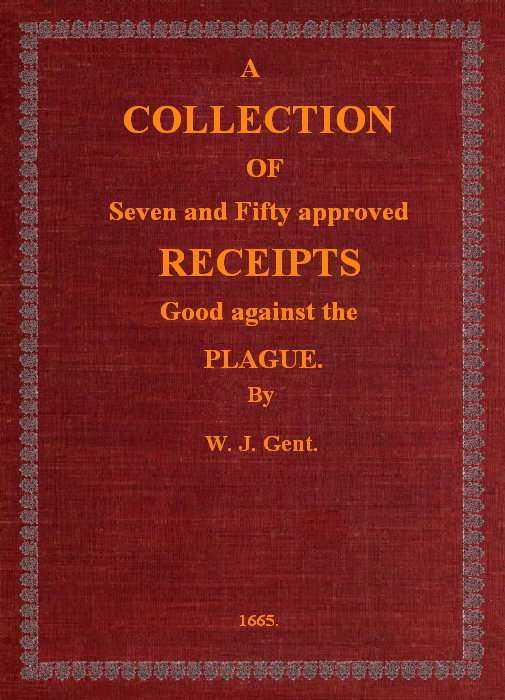 A
COLLECTION
OF
Seven and Fifty approved
RECEIPTS
Good against the
PLAGUE.
By
W. J. Gent.
1665.